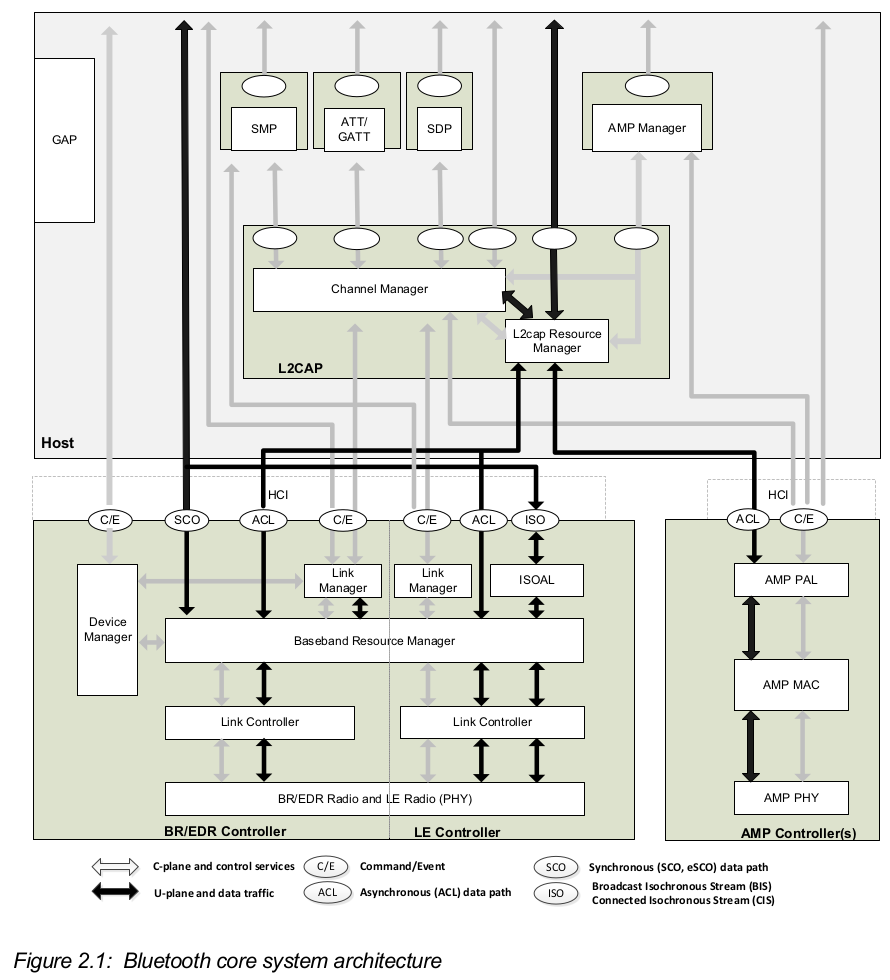 GAP
SMP
ATT/
GATT
SDP
AMP Manager
Channel Manager
L2cap Resource
Manager
L2CAP
Host
HCI
HCI
C/E
SCO
ACL
C/E
C/E
ACL
ISO
ACL
C/E
Link
Manager
Link
Manager
ISOAL
AMP PAL
Device
Manager
Baseband Resource Manager
AMP MAC
Link Controller
Link Controller
BR/EDR Radio and LE Radio (PHY)
AMP PHY
BR/EDR Controller
LE Controller
AMP Controller(s)
C-plane and control services
C/E
Command/Event
SCO
Synchronous (SCO, eSCO) data path
U-plane and data traffic
ACL
Asynchronous (ACL) data path
ISO
Broadcast Isochronous Stream (BIS)
Connected Isochronous Stream (CIS)
Figure 2.1: Bluetooth core system architecture